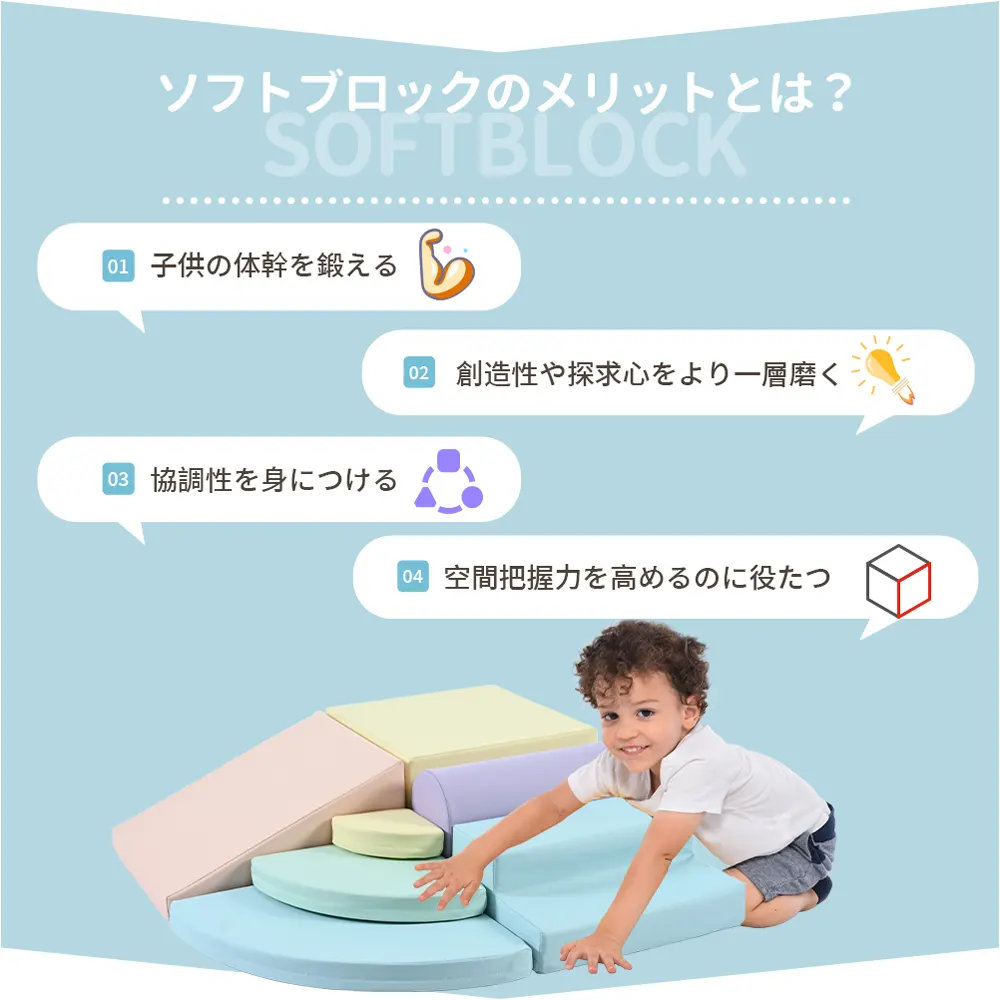 ソフトブロックのメリットとは？
SOFTBLOCK
01 子供の体幹を鍛える
02 創造性や探求心をより一層磨く
03 協調性を身につける
04 空間把握力を高めるのに役たつ